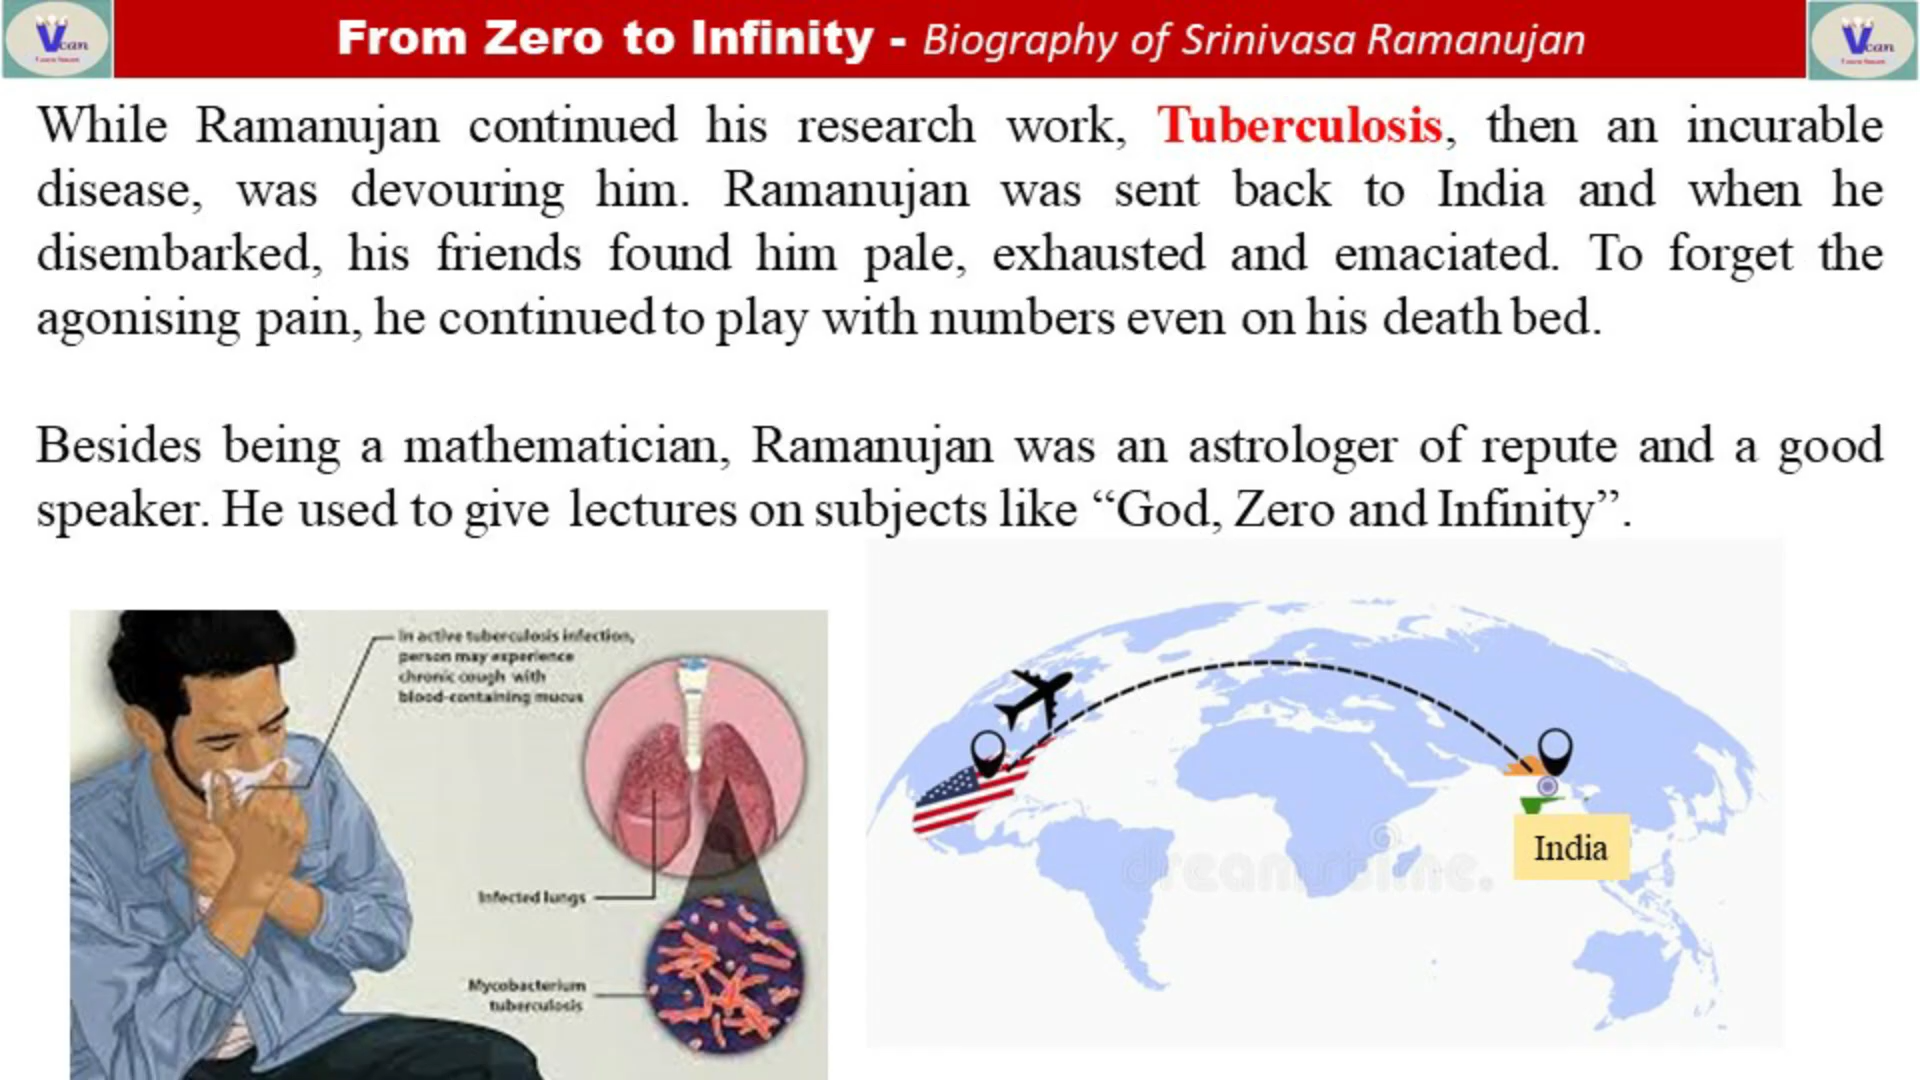 Vcan
From Zero to Infinity - Biography of Srinivasa Ramanujan
Vcan
While Ramanujan continued his research work, Tuberculosis, then an incurable
disease, was devouring him. Ramanujan was sent back to India and when he
disembarked, his friends found him pale, exhausted and emaciated. To forget the
agonising pain, he continued to play with numbers even on his death bed.
Besides being a mathematician, Ramanujan was an astrologer of repute and a good
speaker. He used to give lectures on subjects like “God, Zero and Infinity”.
In active tuberculosis infection,
person may experience
chronic cough with
blood-containing mucus
Infected lungs
Mycobacterium
tuberculosis
India
dreamstime.